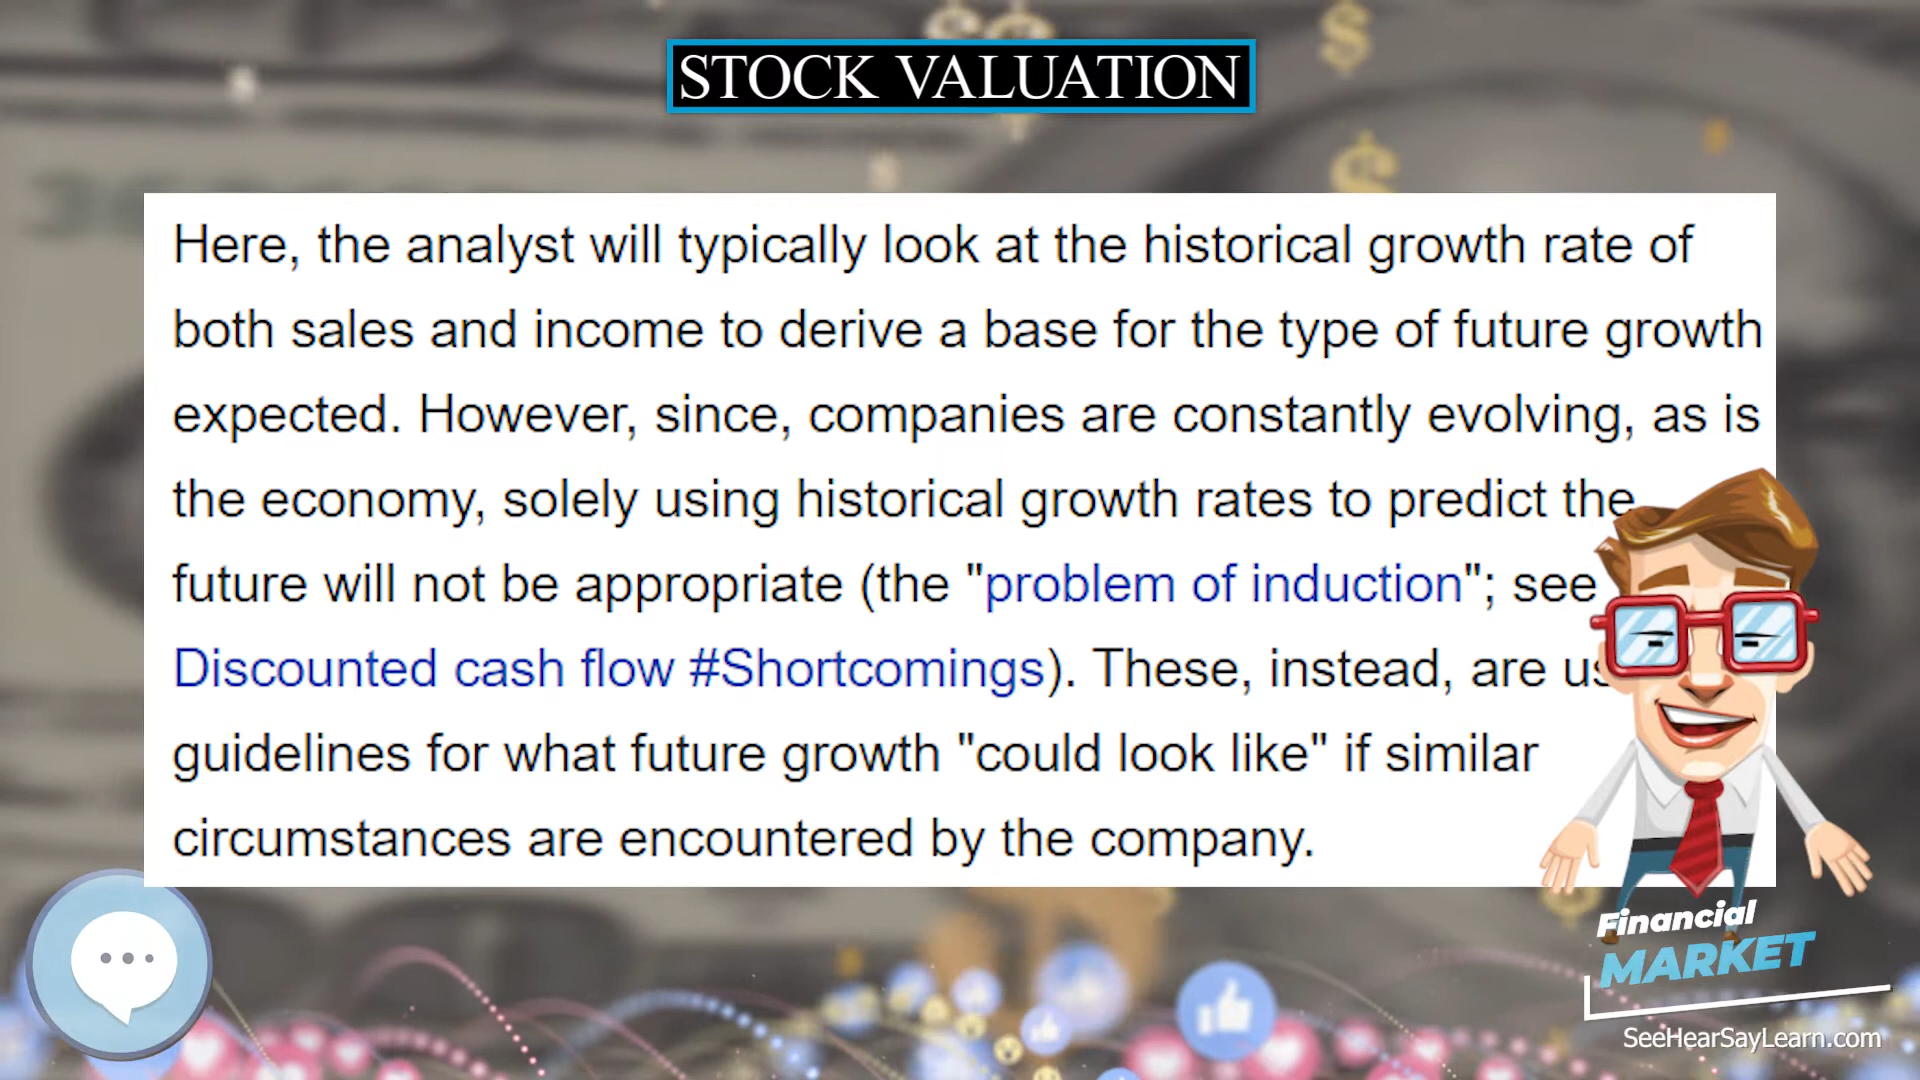 STOCK VALUATION
Here, the analyst will typically look at the historical growth rate of
both sales and income to derive a base for the type of future growth
expected. However, since, companies are constantly evolving, as is
the economy, solely using historical growth rates to predict the
future will not be appropriate (the "problem of induction"; see
Discounted cash flow #Shortcomings). These, instead, are
guidelines for what future growth "could look like" if similar
circumstances are encountered by the company.
Financial
MARKET
SeeHearSayLearn.com